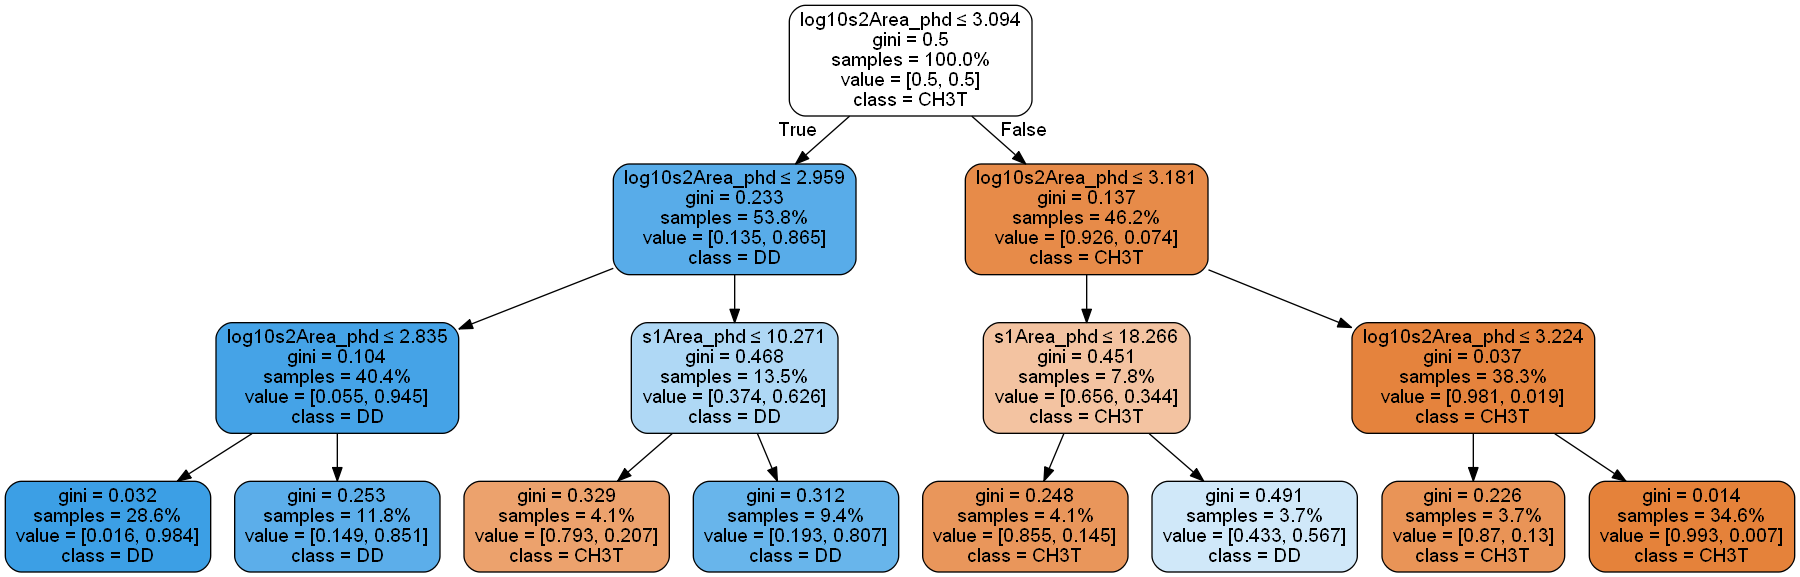 log10s2Area_phd ≤ 3.094
gini = 0.5
samples = 100.0%
value = [0.5, 0.5]
class = CH3T
True
False
log10s2Area_phd ≤ 2.959
gini = 0.233
samples = 53.8%
value = [0.135, 0.865]
class = DD
log10s2Area_phd ≤ 3.181
gini = 0.137
samples = 46.2%
value = [0.926, 0.074]
class = CH3T
log10s2Area_phd ≤ 2.835
gini = 0.104
samples = 40.4%
value = [0.055, 0.945]
class = DD
s1Area_phd ≤ 10.271
gini = 0.468
samples = 13.5%
value = [0.374, 0.626]
class = DD
s1Area_phd ≤ 18.266
gini = 0.451
samples = 7.8%
value = [0.656, 0.344]
class = CH3T
log10s2Area_phd ≤ 3.224
gini = 0.037
samples = 38.3%
value = [0.981, 0.019]
class = CH3T
gini = 0.032
samples = 28.6%
value = [0.016, 0.984]
class = DD
gini = 0.253
samples = 11.8%
value = [0.149, 0.851]
class = DD
gini = 0.329
samples = 4.1%
value = [0.793, 0.207]
class = CH3T
gini = 0.312
samples = 9.4%
value = [0.193, 0.807]
class = DD
gini = 0.248
samples = 4.1%
value = [0.855, 0.145]
class = CH3T
gini = 0.491
samples = 3.7%
value = [0.433, 0.567]
class = DD
gini = 0.226
samples = 3.7%
value = [0.87, 0.13]
class = CH3T
gini = 0.014
samples = 34.6%
value = [0.993, 0.007]
class = CH3T